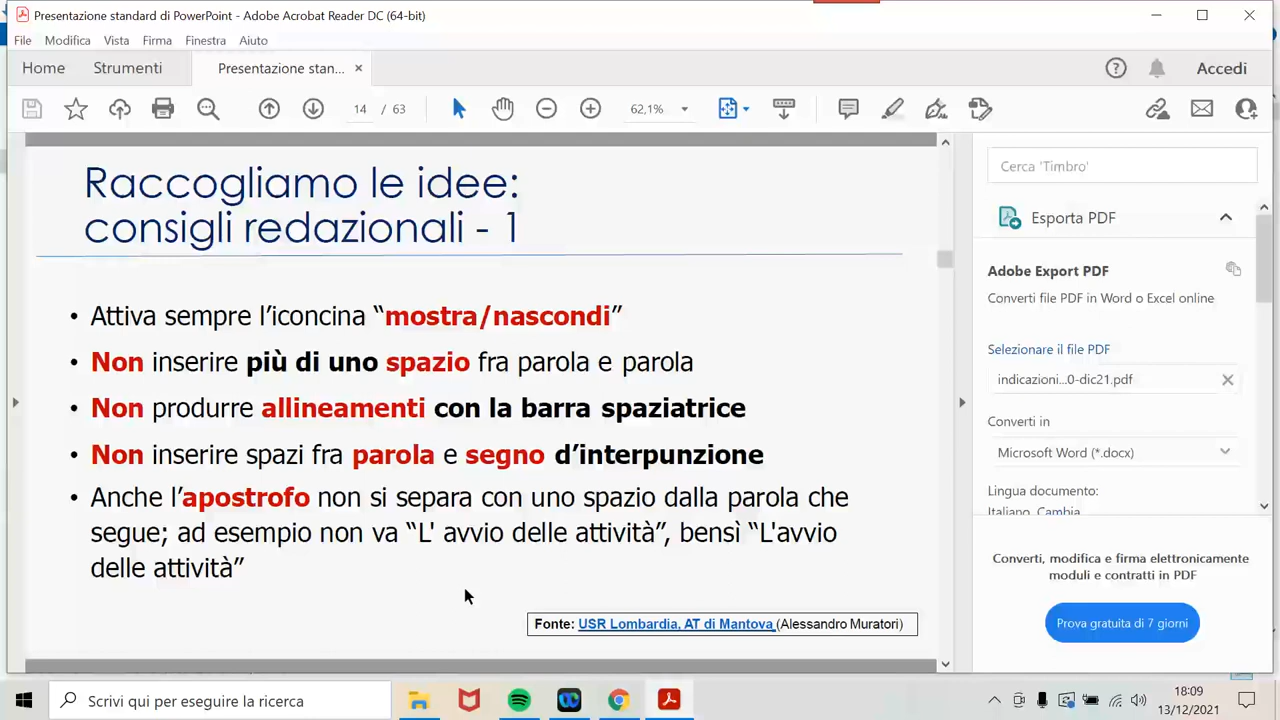 Presentazione standard di PowerPoint - Adobe Acrobat Reader DC (64-bit)
File Modifica Vista Firma Finestra Aiuto
Home Strumenti Presentazione stan... × Accedi
14 / 63 62,1%
Raccogliamo le idee:
consigli redazionali - 1
• Attiva sempre l’iconcina “mostra/nascondi”
• Non inserire più di uno spazio fra parola e parola
• Non produrre allineamenti con la barra spaziatrice
• Non inserire spazi fra parola e segno d’interpunzione
• Anche l’apostrofo non si separa con uno spazio dalla parola che
segue; ad esempio non va “L' avvio delle attività”, bensì “L'avvio
delle attività”
Fonte: USR Lombardia, AT di Mantova (Alessandro Muratori)
Cerca 'Timbro'
Esporta PDF
Adobe Export PDF
Converti file PDF in Word o Excel online
Selezionare il file PDF
indicazioni...0-dic21.pdf
Converti in
Microsoft Word (*.docx)
Lingua documento:
Italiano Cambia
Converti, modifica e firma elettronicamente
moduli e contratti in PDF
Prova gratuita di 7 giorni
Scrivi qui per eseguire la ricerca
18:09
13/12/2021